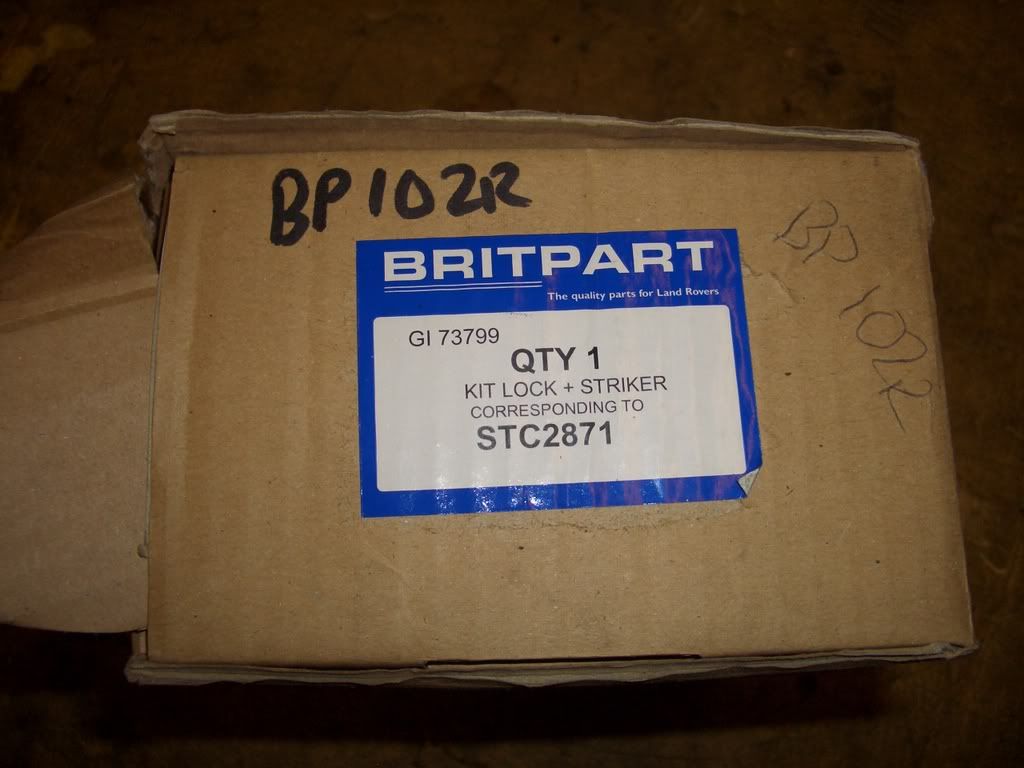 BP102R
BRITPART
The quality parts for Land Rovers
GI 73799
QTY 1
KIT LOCK + STRIKER
CORRESPONDING TO
STC2871
BP 102R